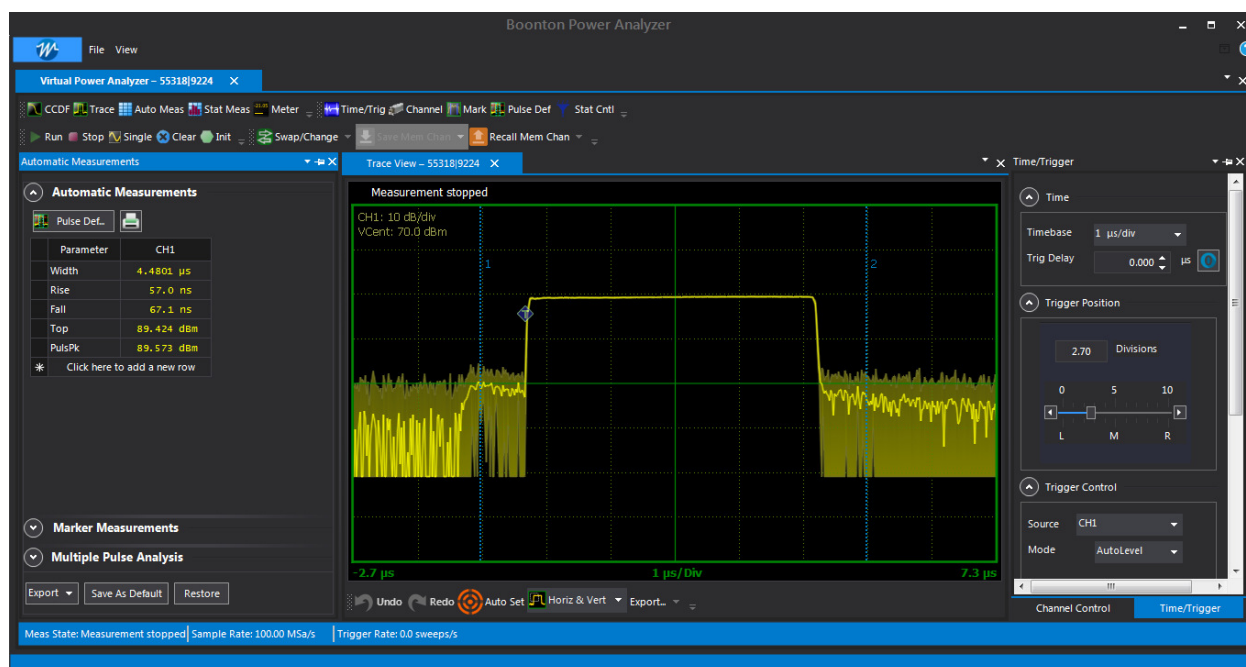 Boonton Power Analyzer
File View
Virtual Power Analyzer – 55318|9224 X
CCDF Trace Auto Meas Stat Meas Meter Time/Trig Channel Mark Pulse Def Stat Cntl
Run Stop Single Clear Init Swap/Change Save Mem Chan Recall Mem Chan
Automatic Measurements
Automatic Measurements
Pulse Def...
Parameter CH1
Width 4.4801 µs
Rise 57.0 ns
Fall 67.1 ns
Top 89.424 dBm
PulsPk 89.573 dBm
Click here to add a new row
Marker Measurements
Multiple Pulse Analysis
Export Save As Default Restore
Trace View – 55318|9224 X
Measurement stopped
CH1: 10 dB/div
VCent: 70.0 dBm
1 2
-2.7 µs 1 µs/Div 7.3 µs
Undo Redo Auto Set Horiz & Vert Export...
Time/Trigger
Time
Timebase 1 µs/div
Trig Delay 0.000 µs
Trigger Position
2.70 Divisions
0 5 10
L M R
Trigger Control
Source CH1
Mode AutoLevel
Channel Control Time/Trigger
Meas State: Measurement stopped Sample Rate: 100.00 MSa/s Trigger Rate: 0.0 sweeps/s